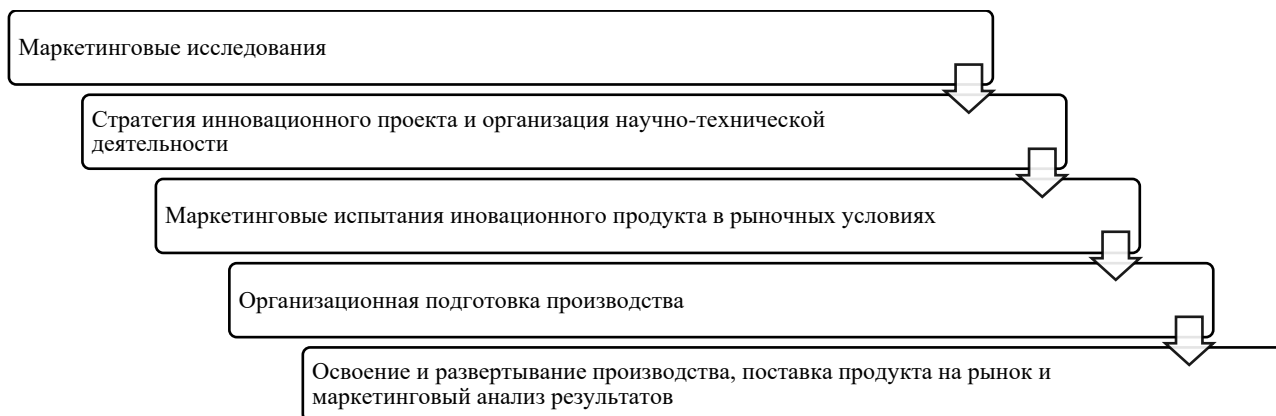 Маркетинговые исследования
Стратегия инновационного проекта и организация научно-технической
деятельности
Маркетинговые испытания иновационного продукта в рыночных условиях
Организационная подготовка производства
Освоение и развертывание производства, поставка продукта на рынок и
маркетинговый анализ результатов